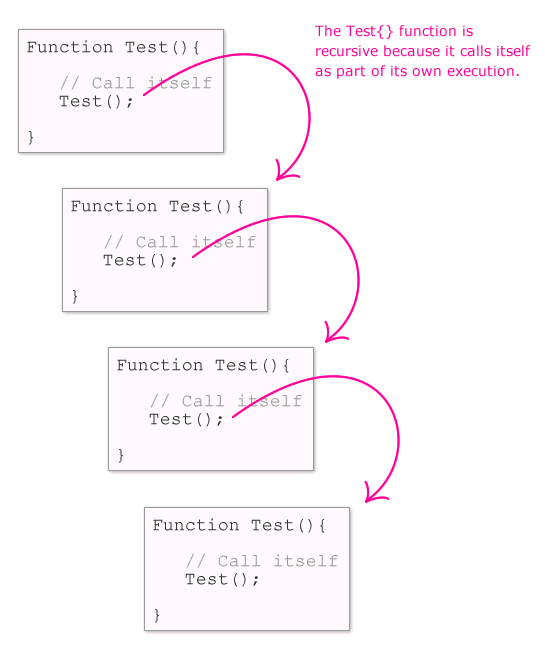 The Test{} function is
recursive because it calls itself
as part of its own execution.
Function Test(){
// Call itself
Test();
}
Function Test(){
// Call itself
Test();
}
Function Test(){
// Call itself
Test();
}
Function Test(){
// Call itself
Test();
}